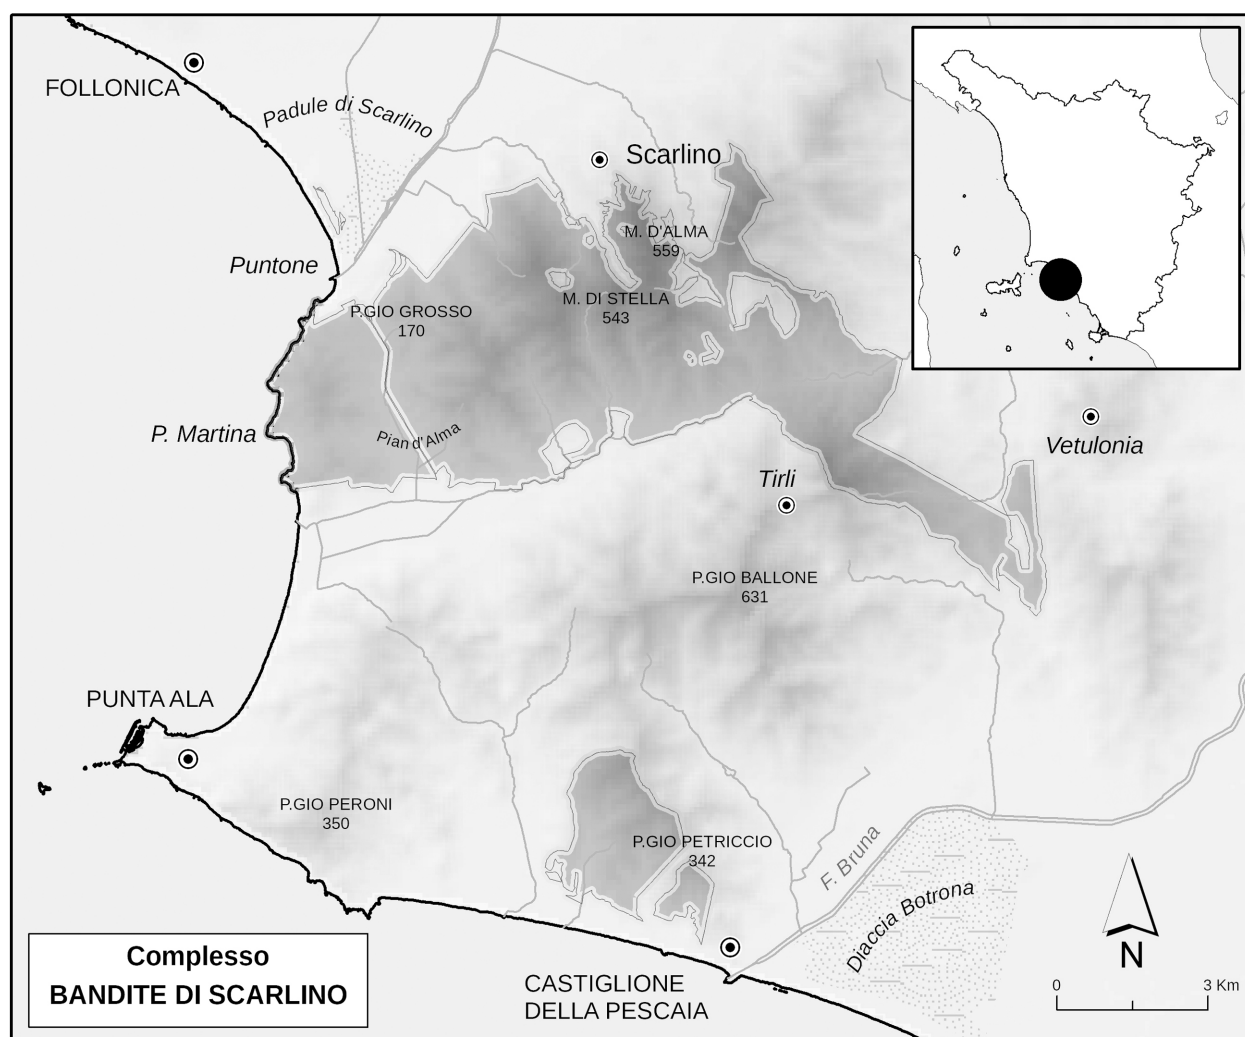 FOLLONICA
Padule di Scarlino
Scarlino
M. D'ALMA
559
Puntone
M. DI STELLA
543
P.GIO GROSSO
170
P. Martina
Pian d'Alma
Vetulonia
Tirli
P.GIO BALLONE
631
PUNTA ALA
P.GIO PERONI
350
P.GIO PETRICCIO
342
F. Bruna
Diaccia Botrona
Complesso
BANDITE DI SCARLINO
CASTIGLIONE
DELLA PESCAIA
N
0 3 Km